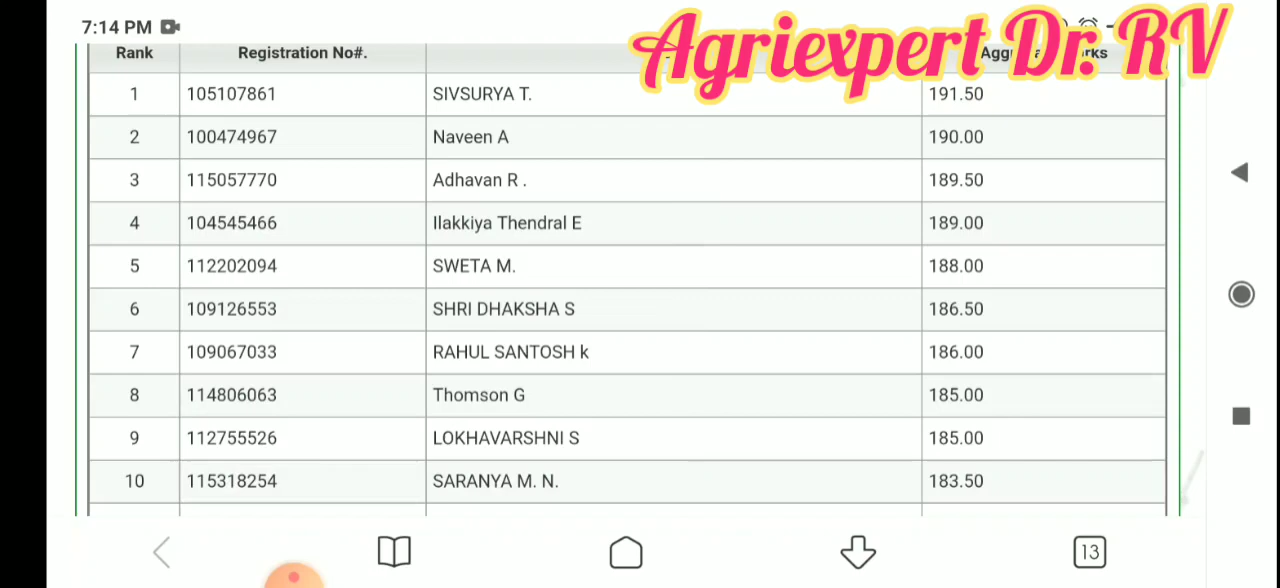 7:14 PM
Agriexpert Dr. RV
Rank Registration No#.
1 105107861 SIVSURYA T. 191.50
2 100474967 Naveen A 190.00
3 115057770 Adhavan R . 189.50
4 104545466 Ilakkiya Thendral E 189.00
5 112202094 SWETA M. 188.00
6 109126553 SHRI DHAKSHA S 186.50
7 109067033 RAHUL SANTOSH k 186.00
8 114806063 Thomson G 185.00
9 112755526 LOKHAVARSHNI S 185.00
10 115318254 SARANYA M. N. 183.50
13